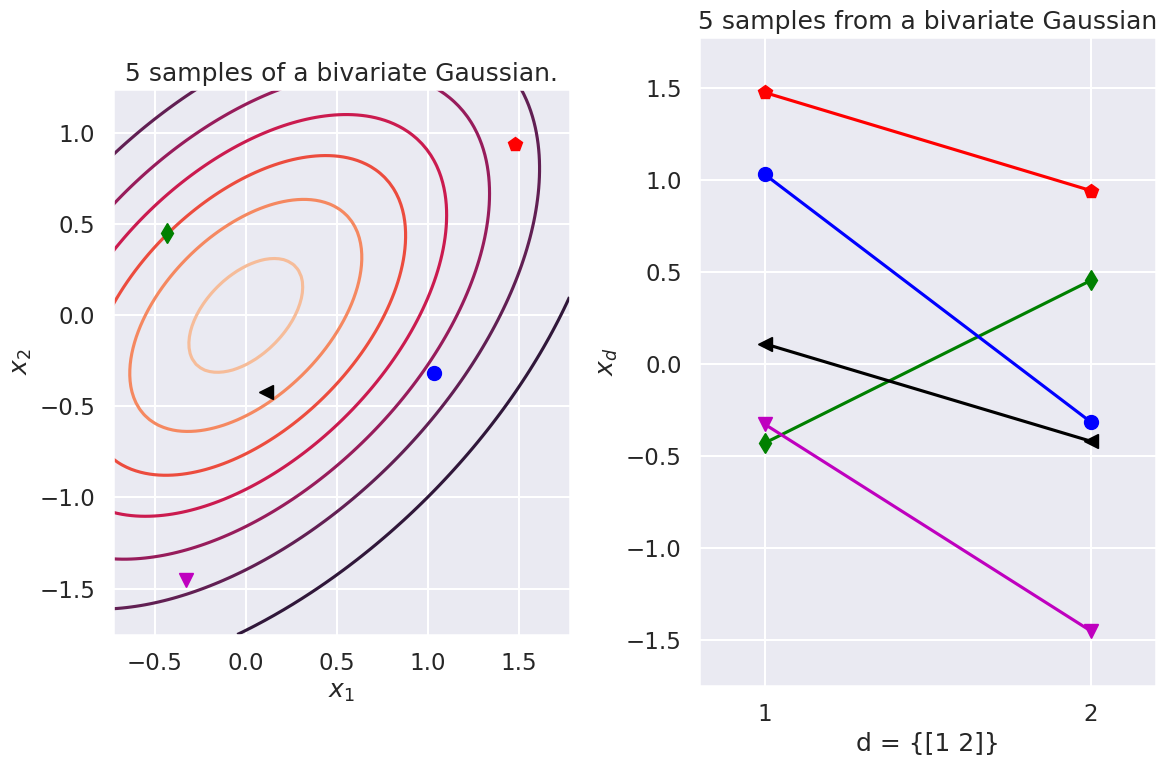 5 samples of a bivariate Gaussian.
1.0
0.5
0.0
−0.5
−1.0
−1.5
x₂
−0.5 0.0 0.5 1.0 1.5
x₁
5 samples from a bivariate Gaussian
1.5
1.0
0.5
0.0
−0.5
−1.0
−1.5
x_d
1 2
d = {[1 2]}